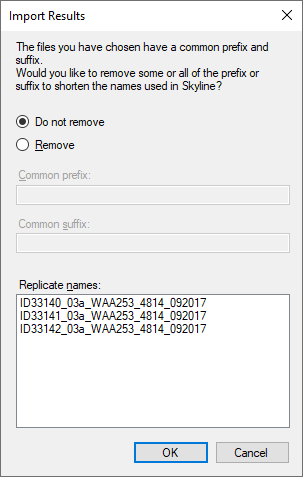 Import Results
The files you have chosen have a common prefix and
suffix.
Would you like to remove some or all of the prefix or
suffix to shorten the names used in Skyline?
Do not remove
Remove
Common prefix:
Common suffix:
Replicate names:
ID33140_03a_WAA253_4814_092017
ID33141_03a_WAA253_4814_092017
ID33142_03a_WAA253_4814_092017
OK
Cancel